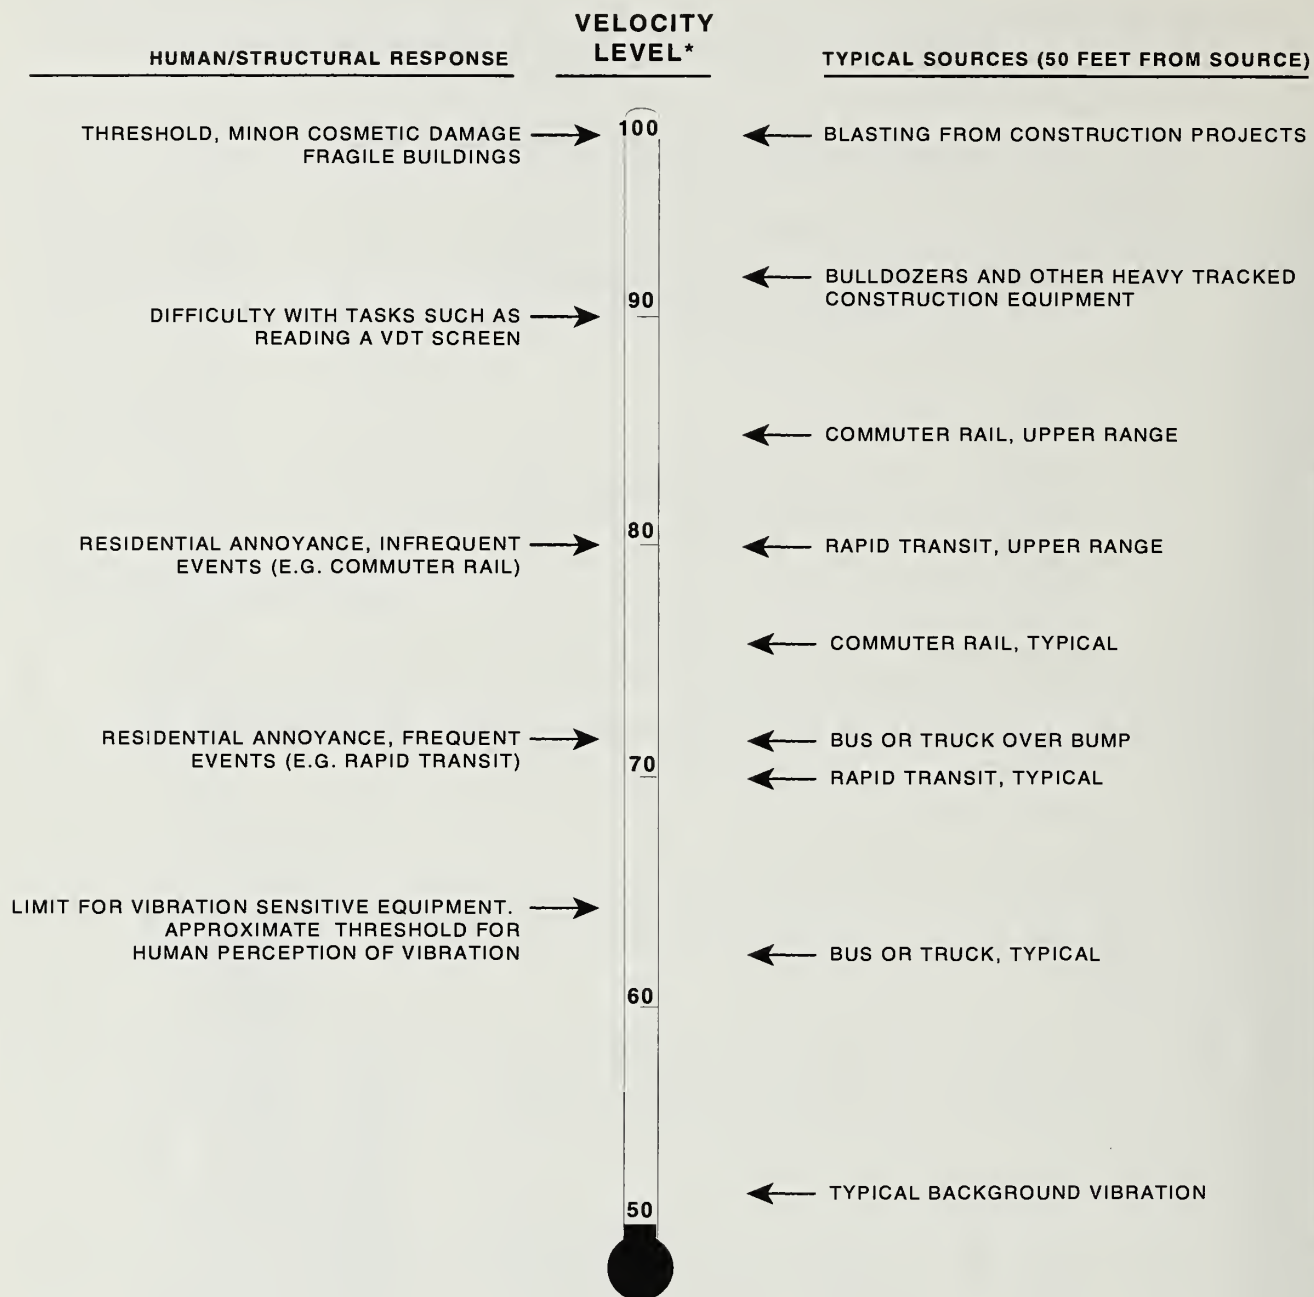 VELOCITY
LEVEL*
HUMAN/STRUCTURAL RESPONSE
TYPICAL SOURCES (50 FEET FROM SOURCE)
THRESHOLD, MINOR COSMETIC DAMAGE
FRAGILE BUILDINGS
100
BLASTING FROM CONSTRUCTION PROJECTS
BULLDOZERS AND OTHER HEAVY TRACKED
CONSTRUCTION EQUIPMENT
90
DIFFICULTY WITH TASKS SUCH AS
READING A VDT SCREEN
COMMUTER RAIL, UPPER RANGE
80
RESIDENTIAL ANNOYANCE, INFREQUENT
EVENTS (E.G. COMMUTER RAIL)
RAPID TRANSIT, UPPER RANGE
COMMUTER RAIL, TYPICAL
RESIDENTIAL ANNOYANCE, FREQUENT
EVENTS (E.G. RAPID TRANSIT)
BUS OR TRUCK OVER BUMP
70
RAPID TRANSIT, TYPICAL
LIMIT FOR VIBRATION SENSITIVE EQUIPMENT.
APPROXIMATE THRESHOLD FOR
HUMAN PERCEPTION OF VIBRATION
BUS OR TRUCK, TYPICAL
60
TYPICAL BACKGROUND VIBRATION
50